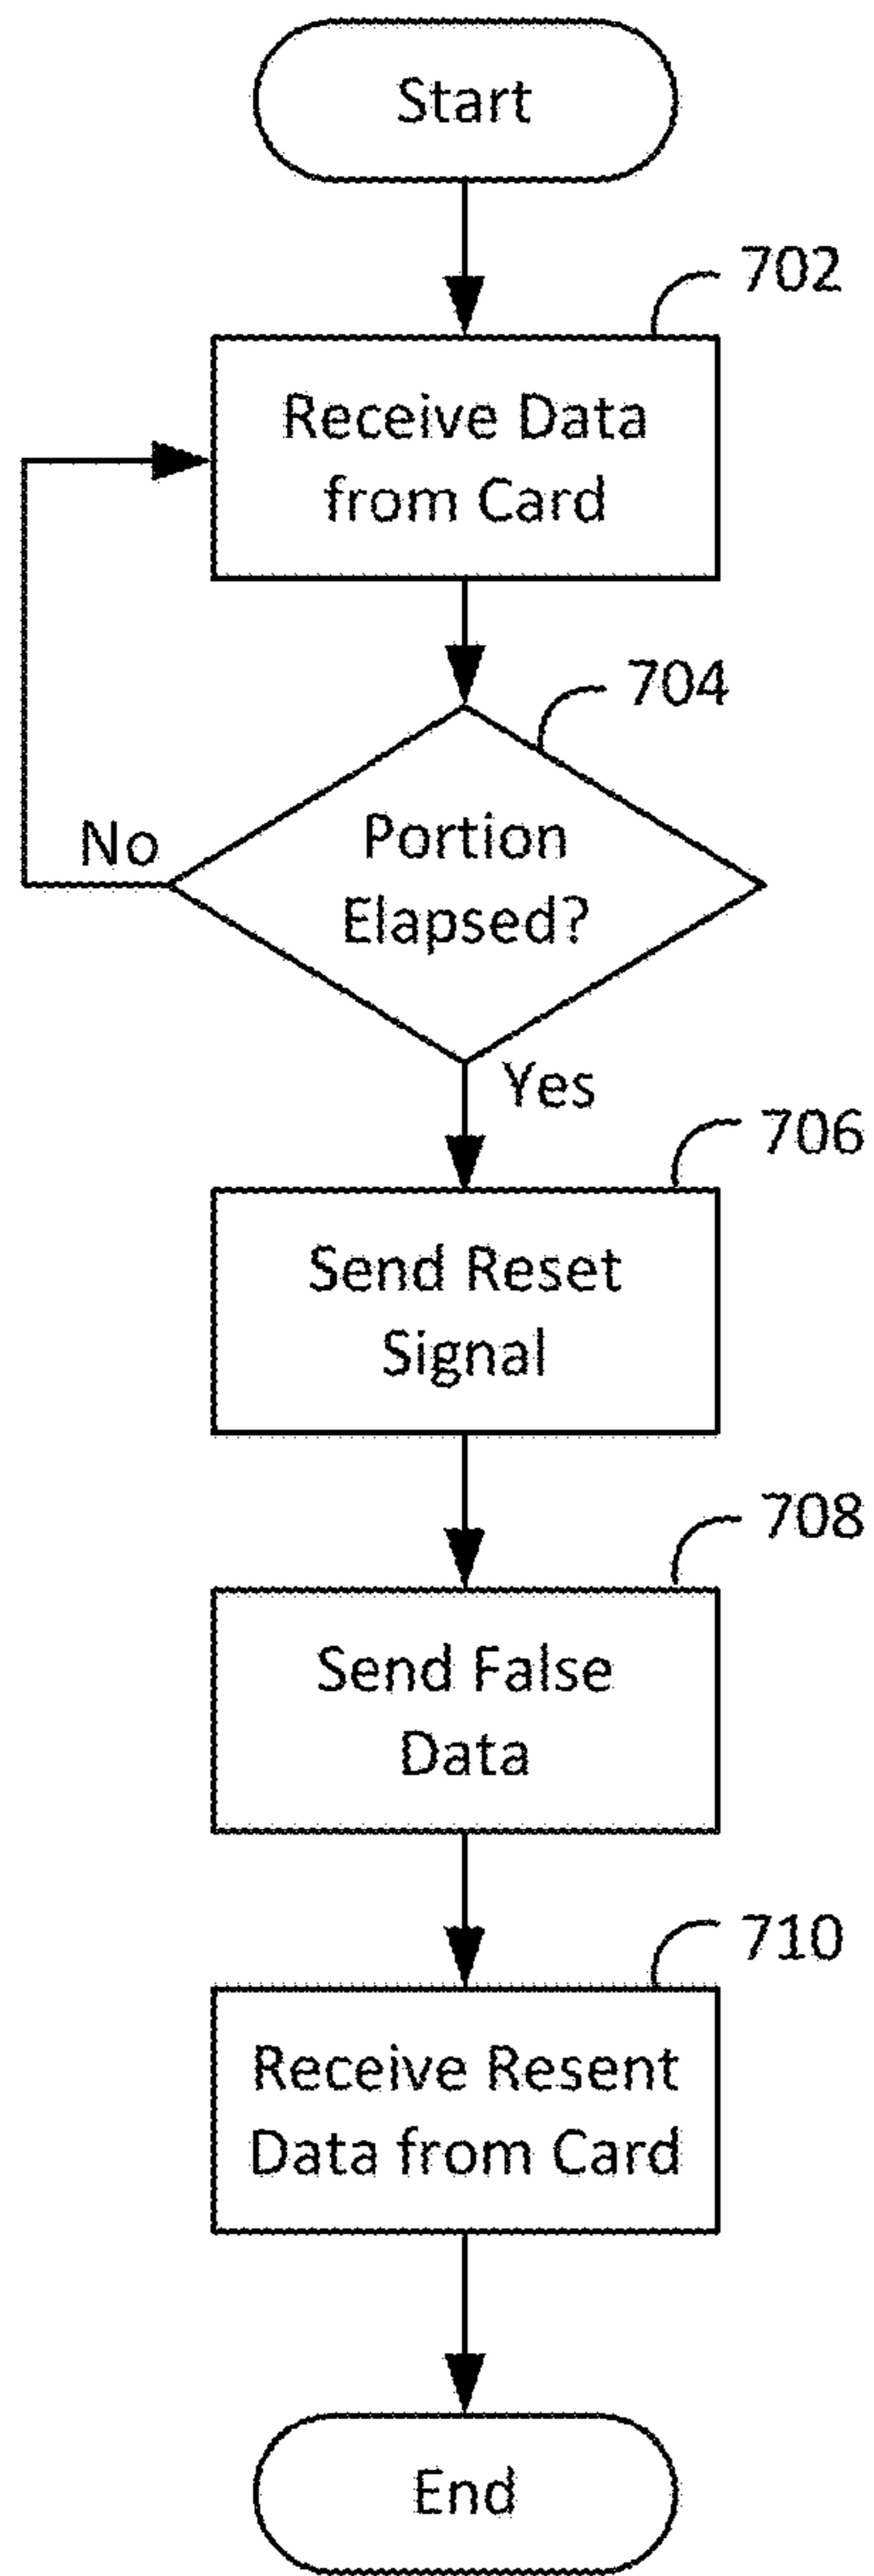 Start
702
Receive Data
from Card
704
Portion
Elapsed?
No
Yes
706
Send Reset
Signal
708
Send False
Data
710
Receive Resent
Data from Card
End